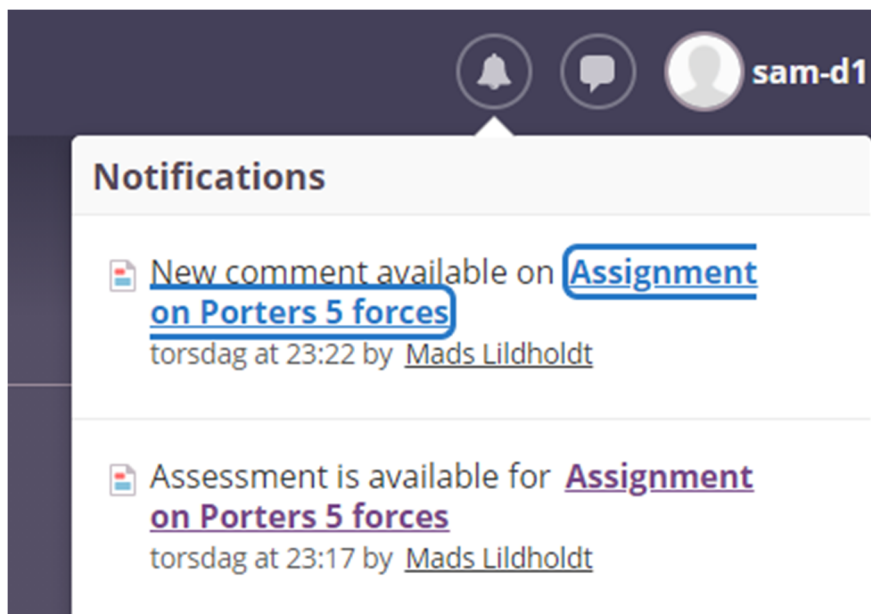 sam-d1
Notifications
New comment available on Assignment
on Porters 5 forces
torsdag at 23:22 by Mads Lildholdt
Assessment is available for Assignment
on Porters 5 forces
torsdag at 23:17 by Mads Lildholdt